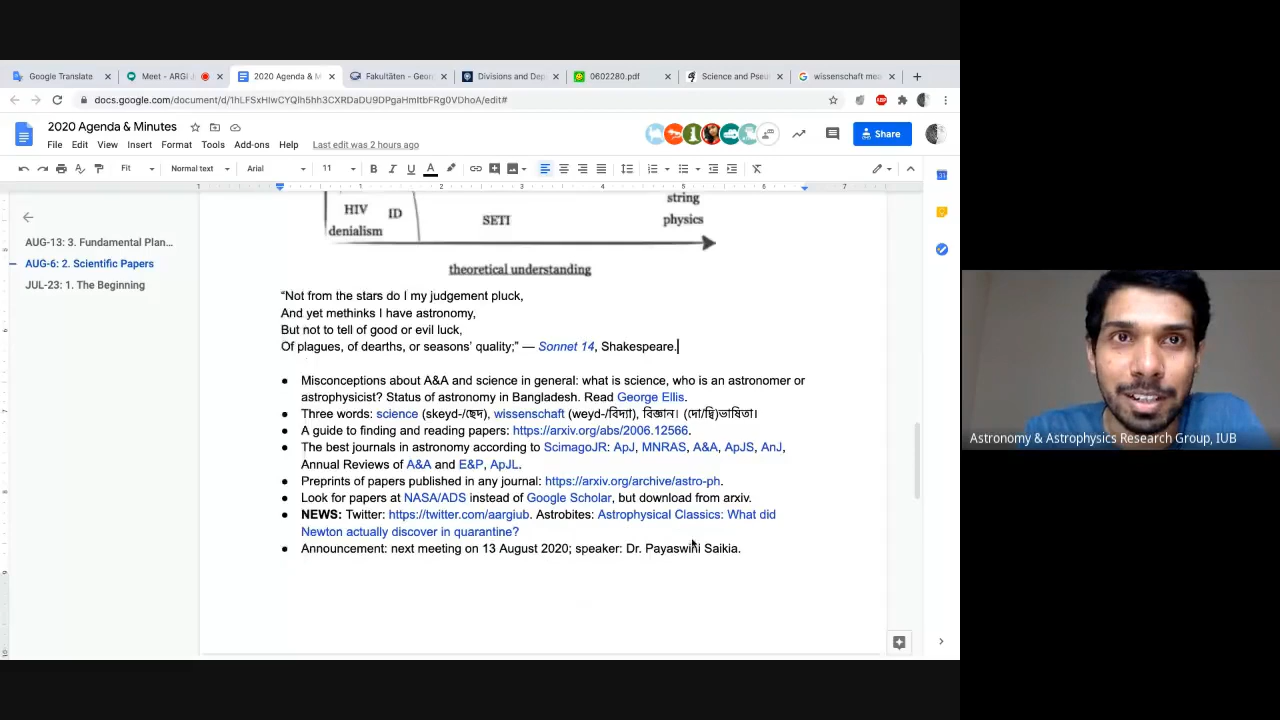 Google Translate
Meet - ARGI J
2020 Agenda & M
Fakultäten - Geor
Divisions and Dep
0602280.pdf
Science and Pseu
wissenschaft mea
docs.google.com/document/d/1hLFSxHIwCYQlh5hh3CXRDaDU9DPgaHmItbFRg0VDhoA/edit#
2020 Agenda & Minutes
File Edit View Insert Format Tools Add-ons Help Last edit was 2 hours ago
Share
Fit Normal text Arial 11
1 1 2 3 4 5 6 7
AUG-13: 3. Fundamental Plan...
AUG-6: 2. Scientific Papers
JUL-23: 1. The Beginning
HIV ID
denialism
SETI
string
physics
theoretical understanding
“Not from the stars do I my judgement pluck,
And yet methinks I have astronomy,
But not to tell of good or evil luck,
Of plagues, of dearths, or seasons’ quality;” — Sonnet 14, Shakespeare.
● Misconceptions about A&A and science in general: what is science, who is an astronomer or
astrophysicist? Status of astronomy in Bangladesh. Read George Ellis.
● Three words: science (skeyd-/ছেদ), wissenschaft (weyd-/বিদ্যা), বিজ্ঞান। (দো/দ্বি)ভাষিতা।
● A guide to finding and reading papers: https://arxiv.org/abs/2006.12566.
● The best journals in astronomy according to ScimagoJR: ApJ, MNRAS, A&A, ApJS, AnJ,
Annual Reviews of A&A and E&P, ApJL.
● Preprints of papers published in any journal: https://arxiv.org/archive/astro-ph.
● Look for papers at NASA/ADS instead of Google Scholar, but download from arxiv.
● NEWS: Twitter: https://twitter.com/aargiub. Astrobites: Astrophysical Classics: What did
Newton actually discover in quarantine?
● Announcement: next meeting on 13 August 2020; speaker: Dr. Payaswini Saikia.
Astronomy & Astrophysics Research Group, IUB